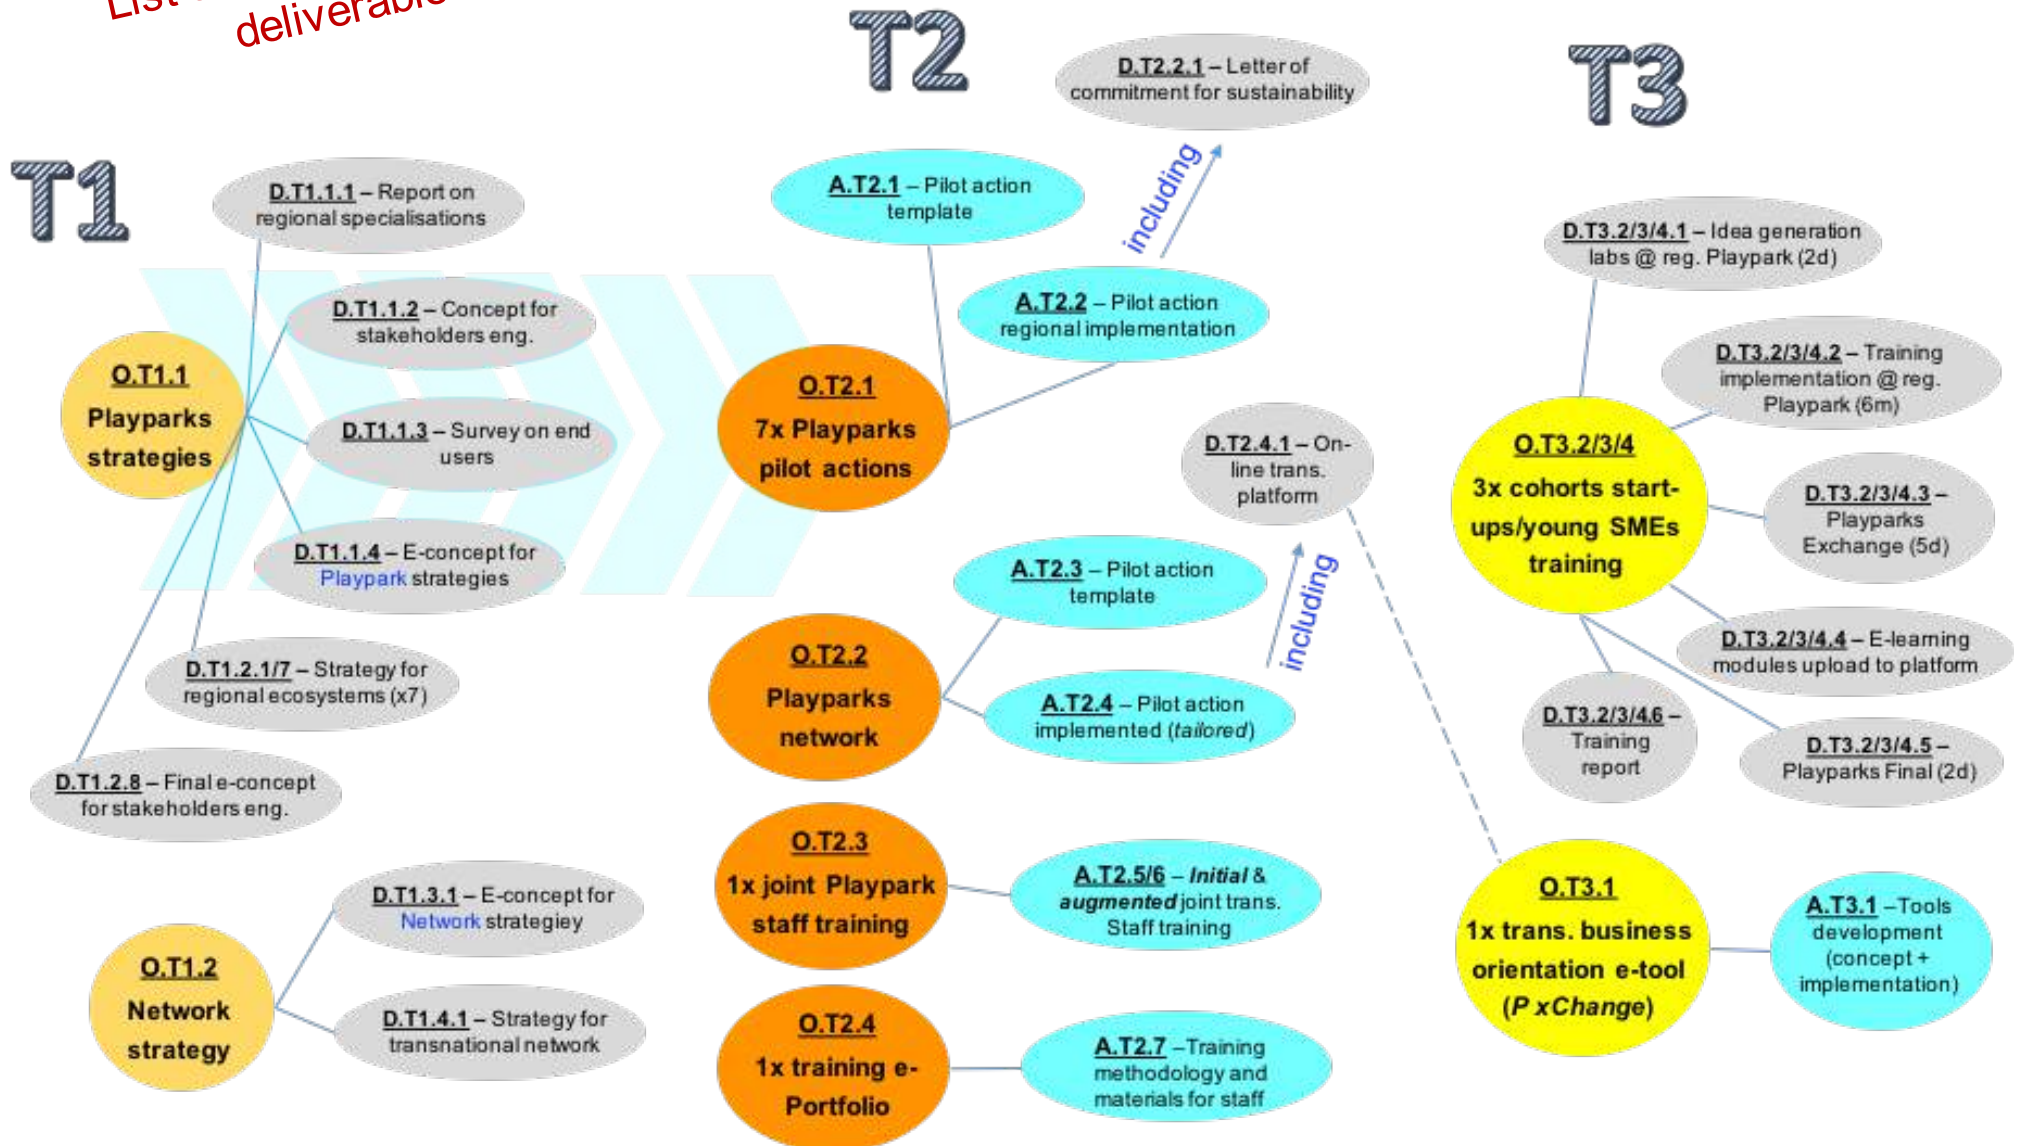 List
deliverable
T1
D.T1.1.1 – Report on
regional specialisations
D.T1.1.2 – Concept for
stakeholders eng.
O.T1.1
Playparks
strategies
D.T1.1.3 – Survey on end
users
D.T1.1.4 – E-concept for
Playpark strategies
D.T1.2.1/7 – Strategy for
regional ecosystems (x7)
D.T1.2.8 – Final e-concept
for stakeholders eng.
O.T1.2
Network
strategy
D.T1.3.1 – E-concept for
Network strategiey
D.T1.4.1 – Strategy for
transnational network
T2
D.T2.2.1 – Letter of
commitment for sustainability
including
A.T2.1 – Pilot action
template
A.T2.2 – Pilot action
regional implementation
O.T2.1
7x Playparks
pilot actions
D.T2.4.1 – On-
line trans.
platform
including
A.T2.3 – Pilot action
template
O.T2.2
Playparks
network
A.T2.4 – Pilot action
implemented (tailored)
O.T2.3
1x joint Playpark
staff training
A.T2.5/6 – Initial &
augmented joint trans.
Staff training
O.T2.4
1x training e-
Portfolio
A.T2.7 –Training
methodology and
materials for staff
T3
D.T3.2/3/4.1 – Idea generation
labs @ reg. Playpark (2d)
D.T3.2/3/4.2 – Training
implementation @ reg.
Playpark (6m)
O.T3.2/3/4
3x cohorts start-
ups/young SMEs
training
D.T3.2/3/4.3 –
Playparks
Exchange (5d)
D.T3.2/3/4.4 – E-learning
modules upload to platform
D.T3.2/3/4.6 –
Training
report
D.T3.2/3/4.5 –
Playparks Final (2d)
O.T3.1
1x trans. business
orientation e-tool
(P xChange)
A.T3.1 –Tools
development
(concept +
implementation)